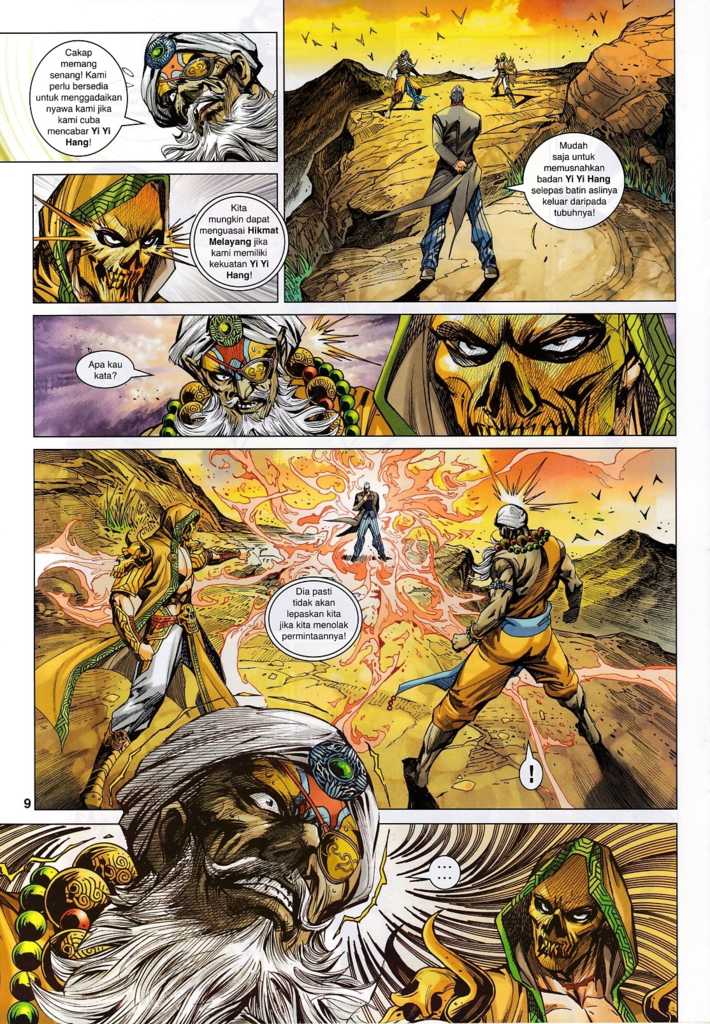 Cakap
memang
senang! Kami
perlu bersedia
untuk menggadaikan
nyawa kami jika
kami cuba
mencabar Yi Yi
Hang!
Mudah
saja untuk
memusnahkan
badan Yi Yi Hang
selepas batin aslinya
keluar daripada
tubuhnya!
Kita
mungkin dapat
menguasai Hikmat
Melayang jika
kami memiliki
kekuatan Yi Yi
Hang!
Apa kau
kata?
Dia pasti
tidak akan
lepaskan kita
jika kita menolak
permintaannya!
!
9
...
...